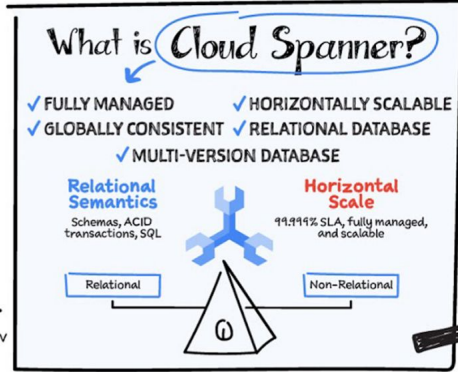 What is Cloud Spanner?
✓ FULLY MANAGED
✓ HORIZONTALLY SCALABLE
✓ GLOBALLY CONSISTENT
✓ RELATIONAL DATABASE
✓ MULTI-VERSION DATABASE
Relational
Semantics
Schemas, ACID
transactions, SQL
Horizontal
Scale
99.999% SLA, fully managed,
and scalable
Relational
Non-Relational